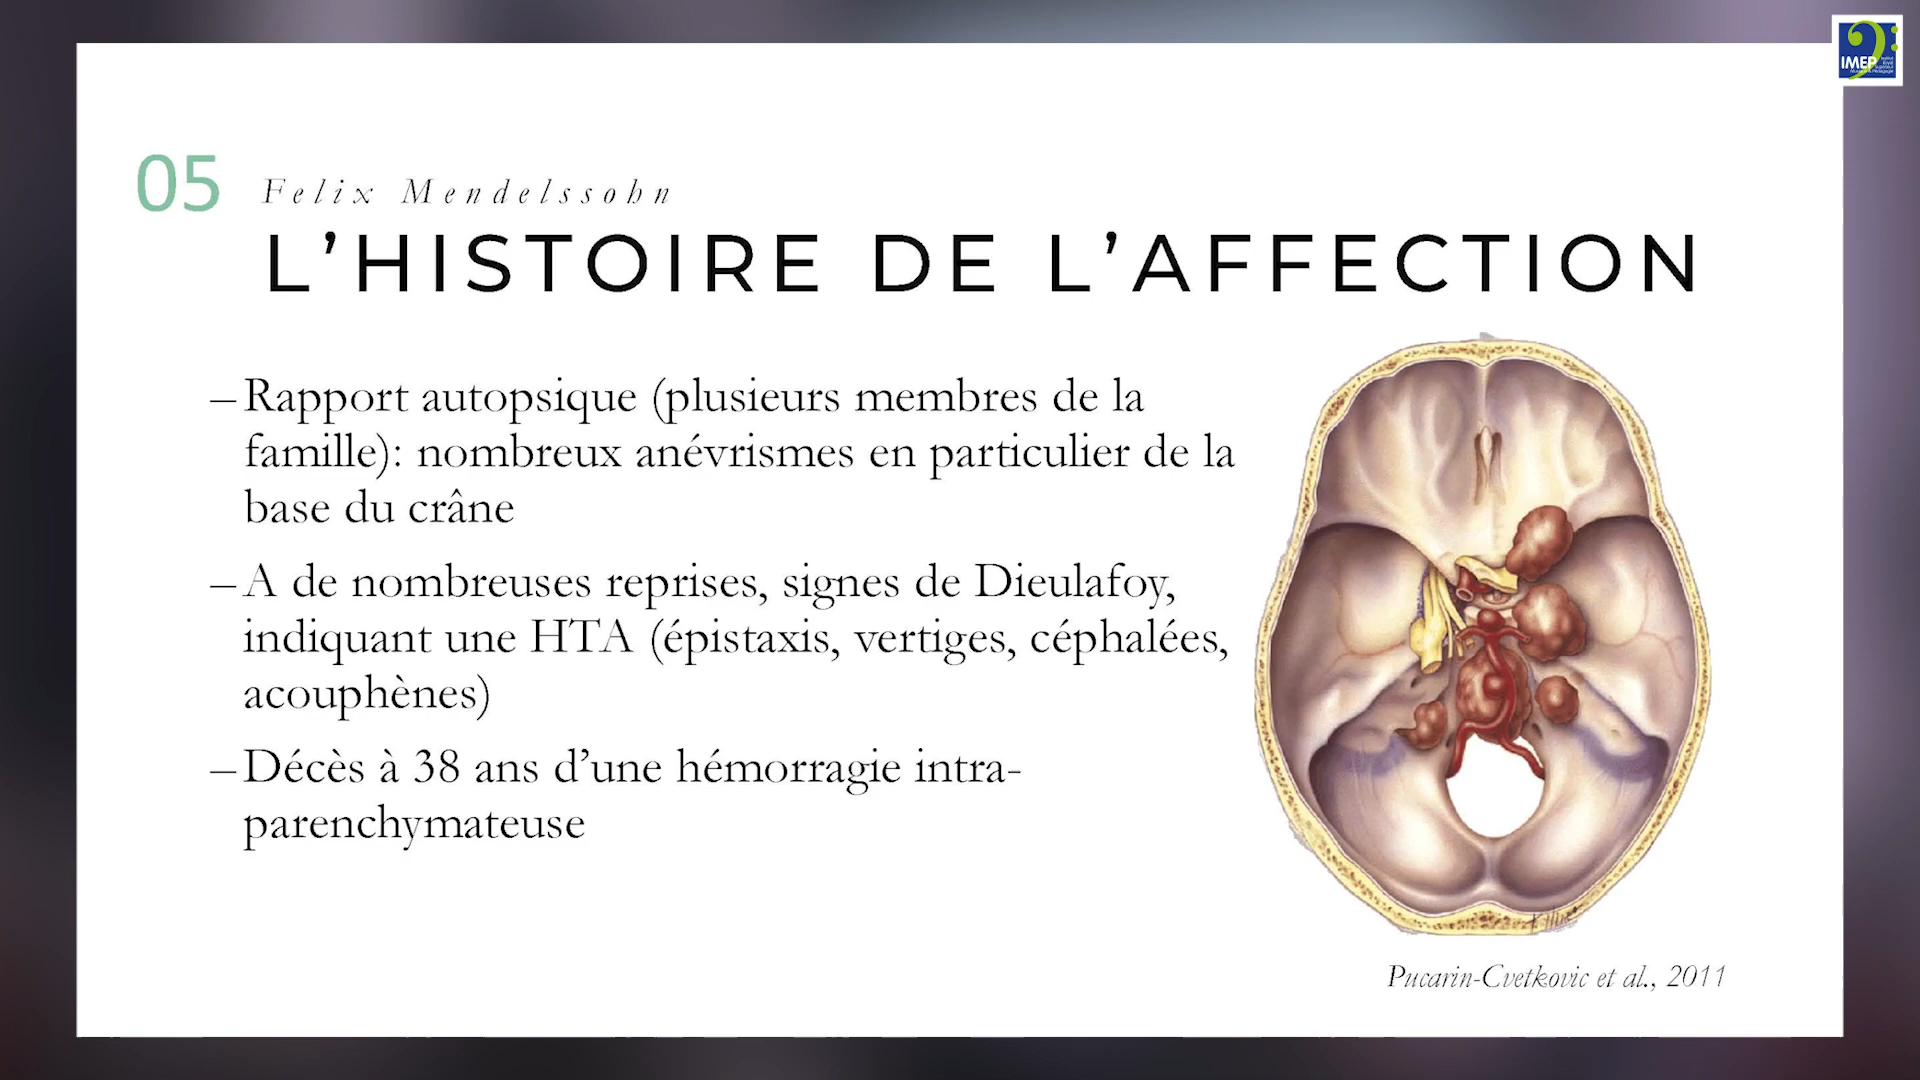 IMEP
05
Felix Mendelssohn
L’HISTOIRE DE L’AFFECTION
–Rapport autopsique (plusieurs membres de la
famille): nombreux anévrismes en particulier de la
base du crâne
–A de nombreuses reprises, signes de Dieulafoy,
indiquant une HTA (épistaxis, vertiges, céphalées,
acouphènes)
–Décès à 38 ans d’une hémorragie intra-
parenchymateuse
Pucarin-Cvetkovic et al., 2011